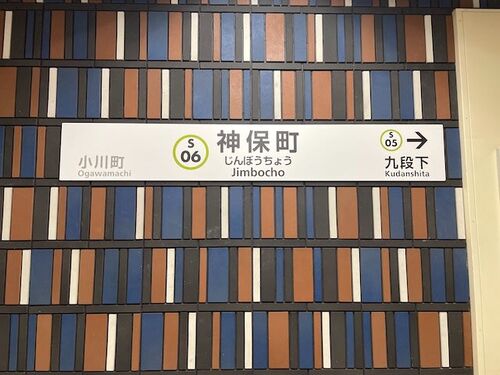 小川町
Ogawamachi
S
06
神保町
じんぼうちょう
Jimbocho
S
05
→
九段下
Kudanshita